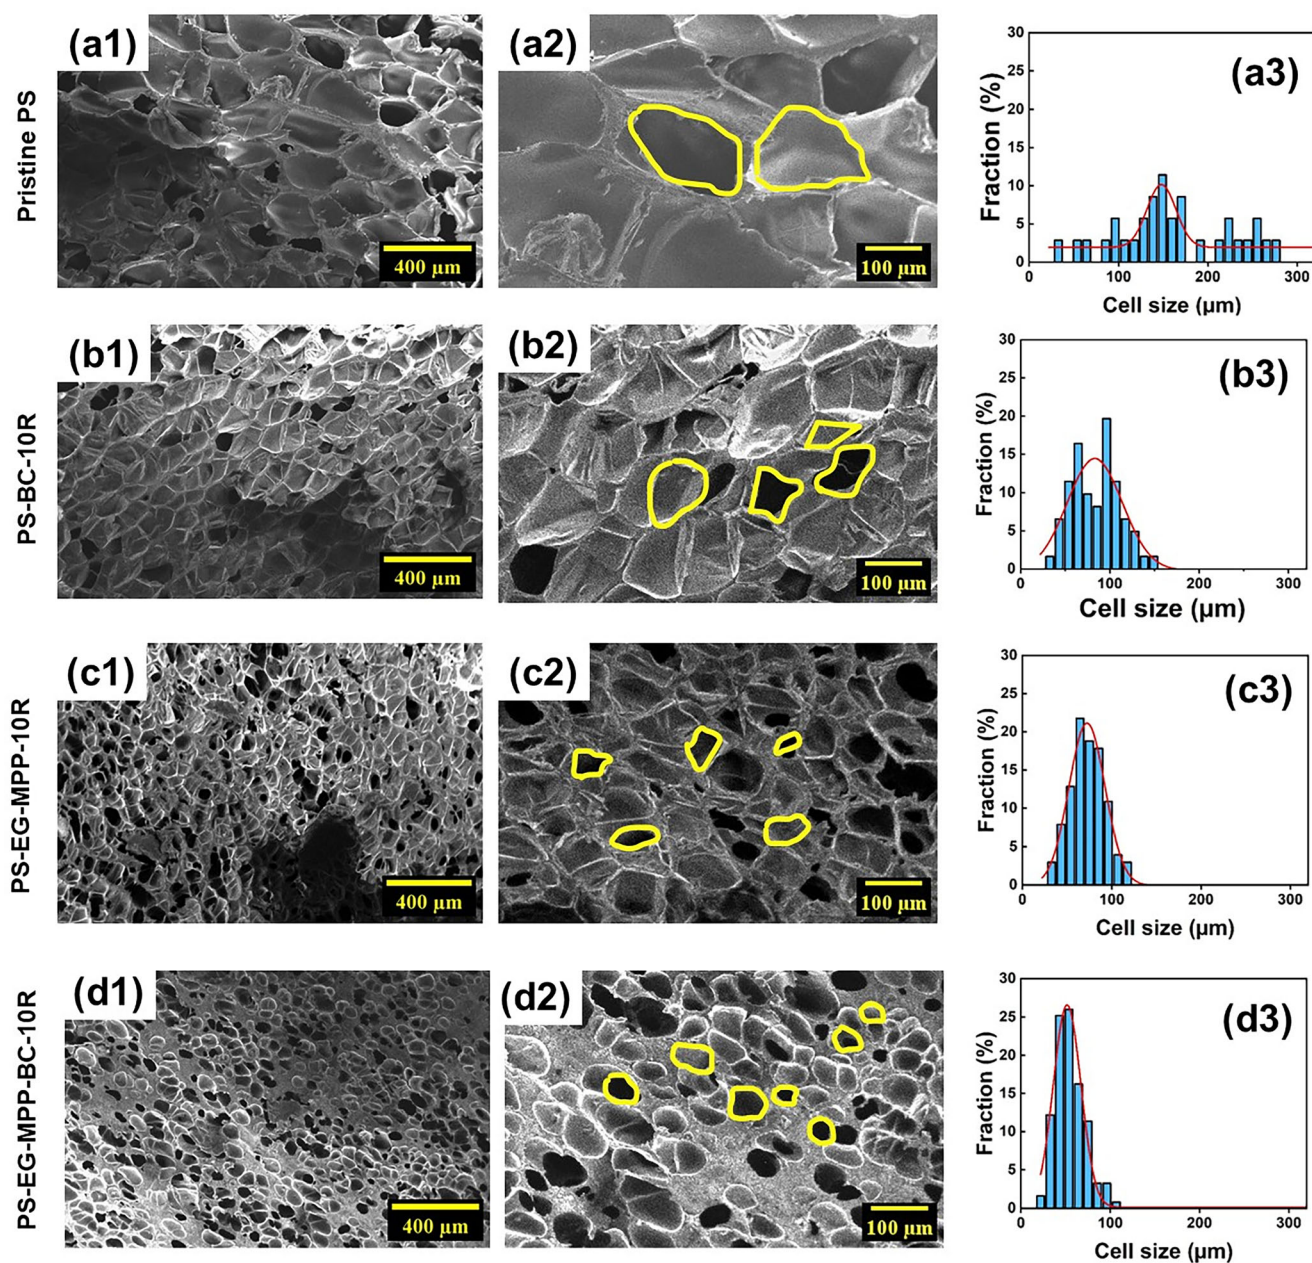 Pristine PS
(a1)
400 µm
(a2)
100 µm
(a3)
Fraction (%)
30
25
20
15
10
5
0
0 100 200 300
Cell size (µm)
PS-BC-10R
(b1)
400 µm
(b2)
100 µm
(b3)
Fraction (%)
30
25
20
15
10
5
0
0 100 200 300
Cell size (µm)
PS-EG-MPP-10R
(c1)
400 µm
(c2)
100 µm
(c3)
Fraction (%)
30
25
20
15
10
5
0
0 100 200 300
Cell size (µm)
PS-EG-MPP-BC-10R
(d1)
400 µm
(d2)
100 µm
(d3)
Fraction (%)
30
25
20
15
10
5
0
0 100 200 300
Cell size (µm)